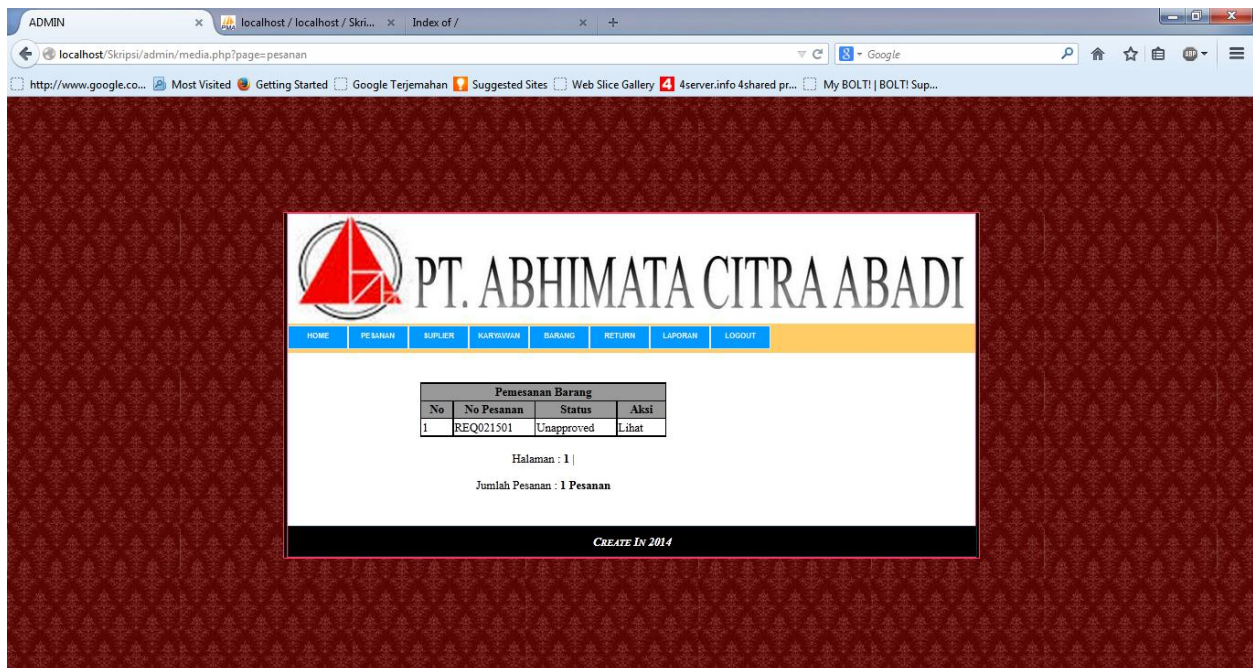 ADMIN
localhost / localhost / Skri...
Index of /
localhost/Skripsi/admin/media.php?page=pesanan
Google
http://www.google.co...
Most Visited
Getting Started
Google Terjemahan
Suggested Sites
Web Slice Gallery
4server.info 4shared pr...
My BOLT! | BOLT! Sup...
PT. ABHIMATA CITRA ABADI
HOME PESANAN SUPLIER KARYAWAN BARANG RETURN LAPORAN LOGOUT
Pemesanan Barang
No No Pesanan Status Aksi
1 REQ021501 Unapproved Lihat
Halaman : 1 |
Jumlah Pesanan : 1 Pesanan
CREATE IN 2014